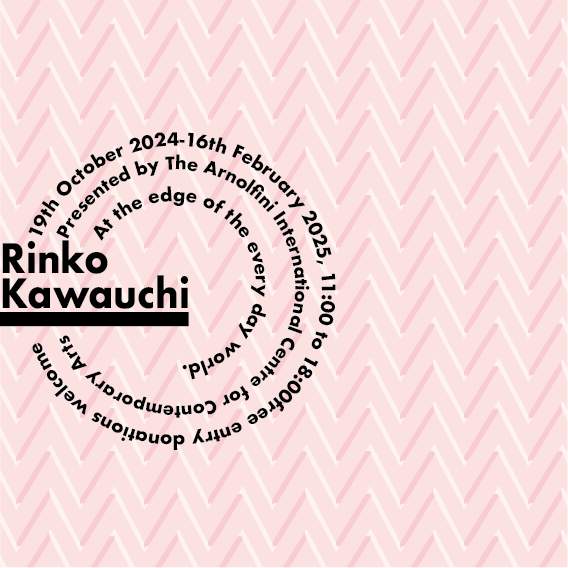 19th October 2024-16th February 2025, 11:00 to 18:00free entry donations welcome
Presented by The Arnolfini International Centre for Contemporary Arts
At the edge of the every day world.
Rinko
Kawauchi